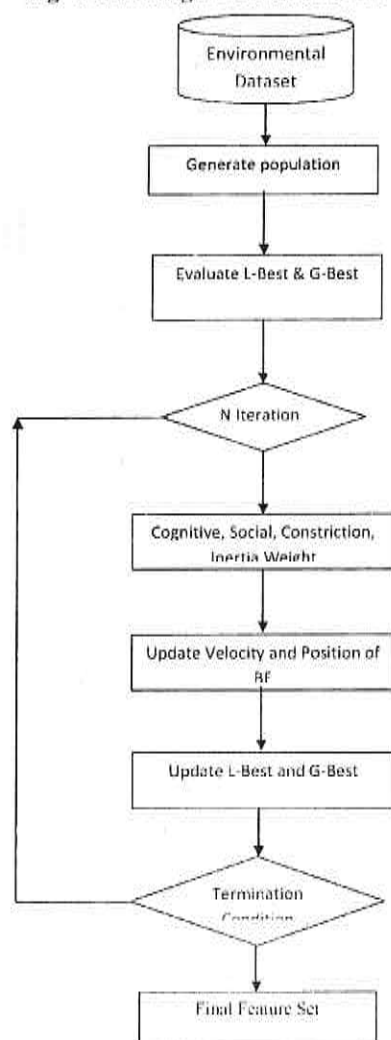 Environmental
Dataset
Generate population
Evaluate L-Best & G-Best
N Iteration
Cognitive, Social, Constriction,
Inertia Weight
Update Velocity and Position of
Update L-Best and G-Best
Termination
Condition
Final Feature Set